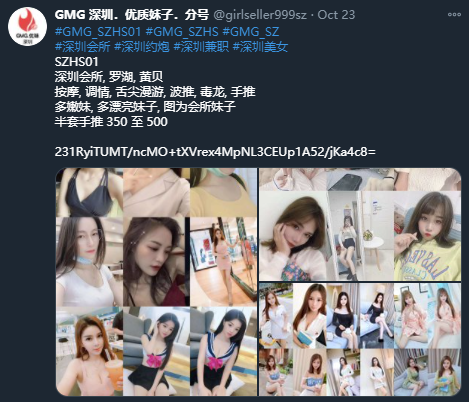 GMG 深圳．优质妹子．分号 @girlseller999sz · Oct 23
#GMG_SZHS01 #GMG_SZHS #GMG_SZ
#深圳会所 #深圳约炮 #深圳兼职 #深圳美女
SZHS01
深圳会所, 罗湖, 黄贝
按摩, 调情, 舌尖漫游, 波推, 毒龙, 手推
多嫩妹, 多漂亮妹子, 图为会所妹子
半套手推 350 至 500
231RyiTUMT/ncMO+tXVrex4MpNL3CEUp1A52/jKa4c8=